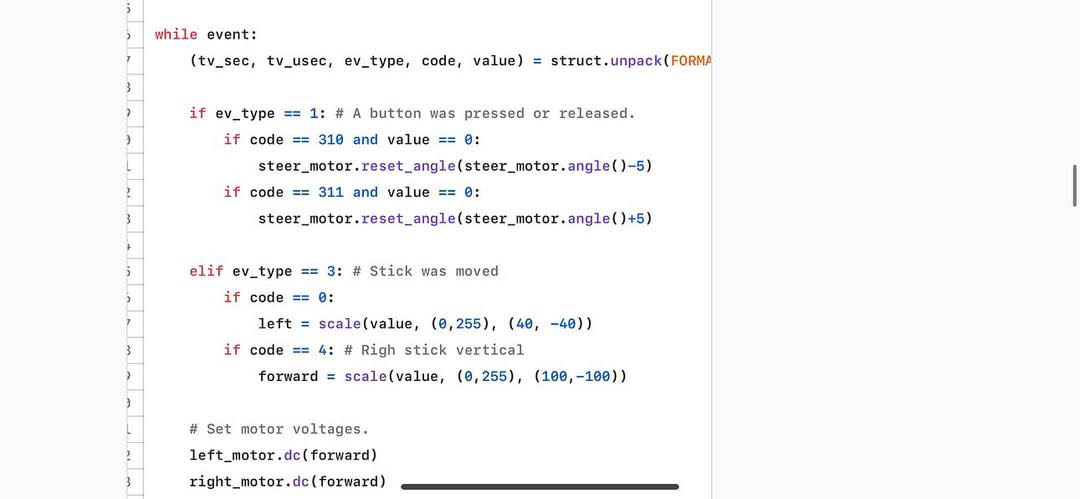 while event:
    (tv_sec, tv_usec, ev_type, code, value) = struct.unpack(FORMA
    if ev_type == 1: # A button was pressed or released.
        if code == 310 and value == 0:
            steer_motor.reset_angle(steer_motor.angle()-5)
        if code == 311 and value == 0:
            steer_motor.reset_angle(steer_motor.angle()+5)
    elif ev_type == 3: # Stick was moved
        if code == 0:
            left = scale(value, (0,255), (40, -40))
        if code == 4: # Righ stick vertical
            forward = scale(value, (0,255), (100,-100))
    # Set motor voltages.
    left_motor.dc(forward)
    right_motor.dc(forward)